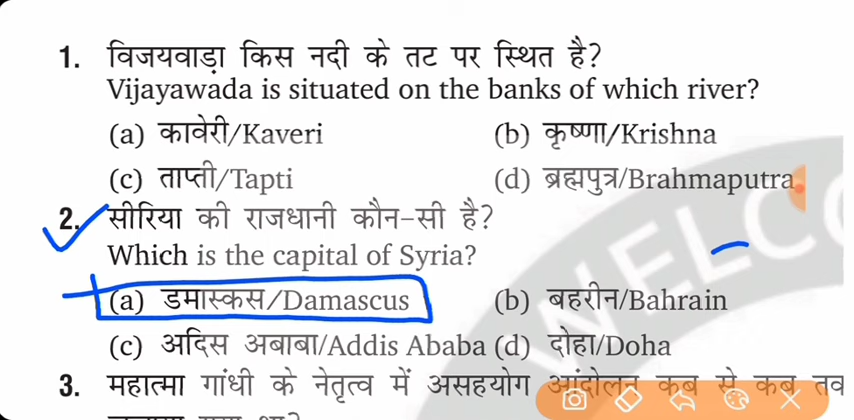 1. विजयवाड़ा किस नदी के तट पर स्थित है?
Vijayawada is situated on the banks of which river?
(a) कावेरी/Kaveri (b) कृष्णा/Krishna
(c) ताप्ती/Tapti (d) ब्रह्मपुत्र/Brahmaputra
2. सीरिया की राजधानी कौन-सी है?
Which is the capital of Syria?
(a) डमास्कस/Damascus (b) बहरीन/Bahrain
(c) अदिस अबाबा/Addis Ababa (d) दोहा/Doha
3. महात्मा गांधी के नेतृत्व में असहयोग आंदोलन कब से कब
WELCO